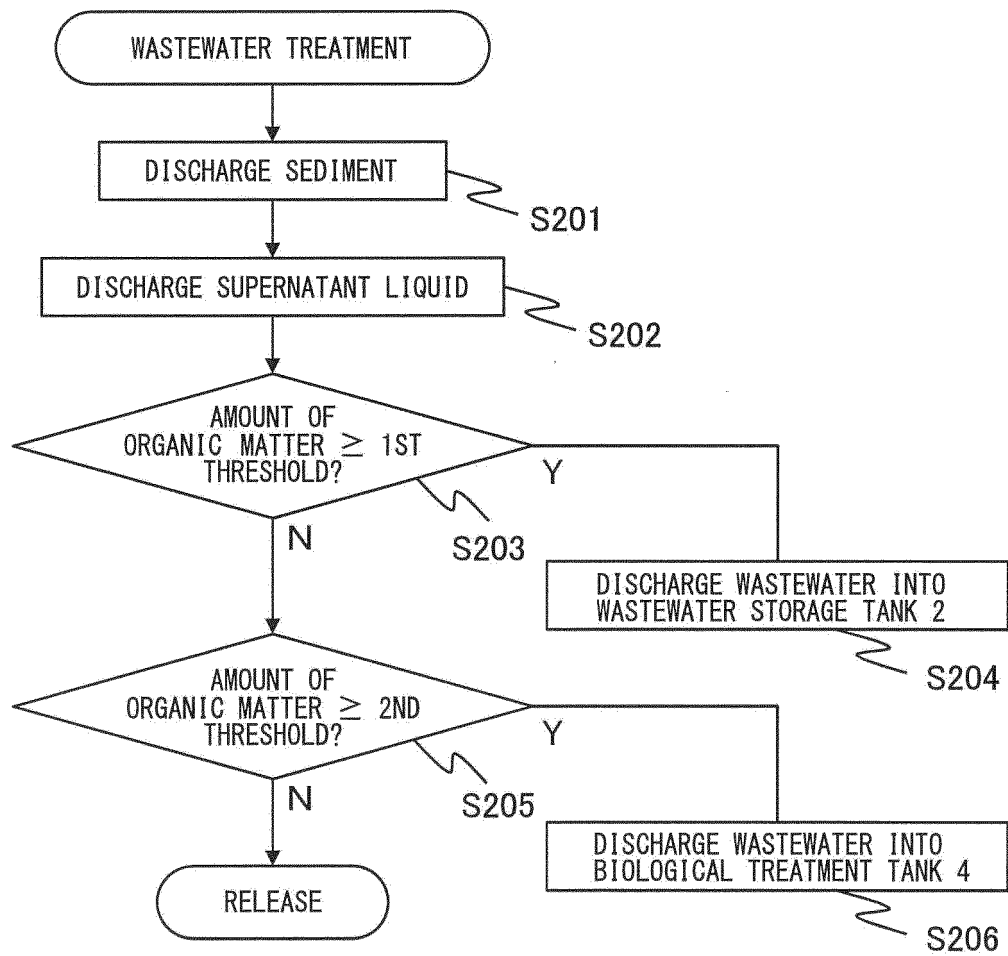 WASTEWATER TREATMENT
DISCHARGE SEDIMENT
S201
DISCHARGE SUPERNATANT LIQUID
S202
AMOUNT OF
ORGANIC MATTER ≥ 1ST
THRESHOLD?
Y
N
S203
DISCHARGE WASTEWATER INTO
WASTEWATER STORAGE TANK 2
S204
AMOUNT OF
ORGANIC MATTER ≥ 2ND
THRESHOLD?
Y
N
S205
DISCHARGE WASTEWATER INTO
BIOLOGICAL TREATMENT TANK 4
S206
RELEASE